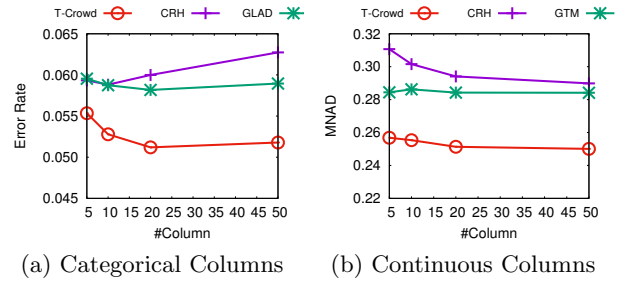 T-Crowd CRH GLAD
0.065
0.060
0.055
0.050
0.045
Error Rate
5 10 15 20 25 30 35 40 45 50
#Column
(a) Categorical Columns
T-Crowd CRH GTM
0.32
0.30
0.28
0.26
0.24
0.22
MNAD
5 10 15 20 25 30 35 40 45 50
#Column
(b) Continuous Columns